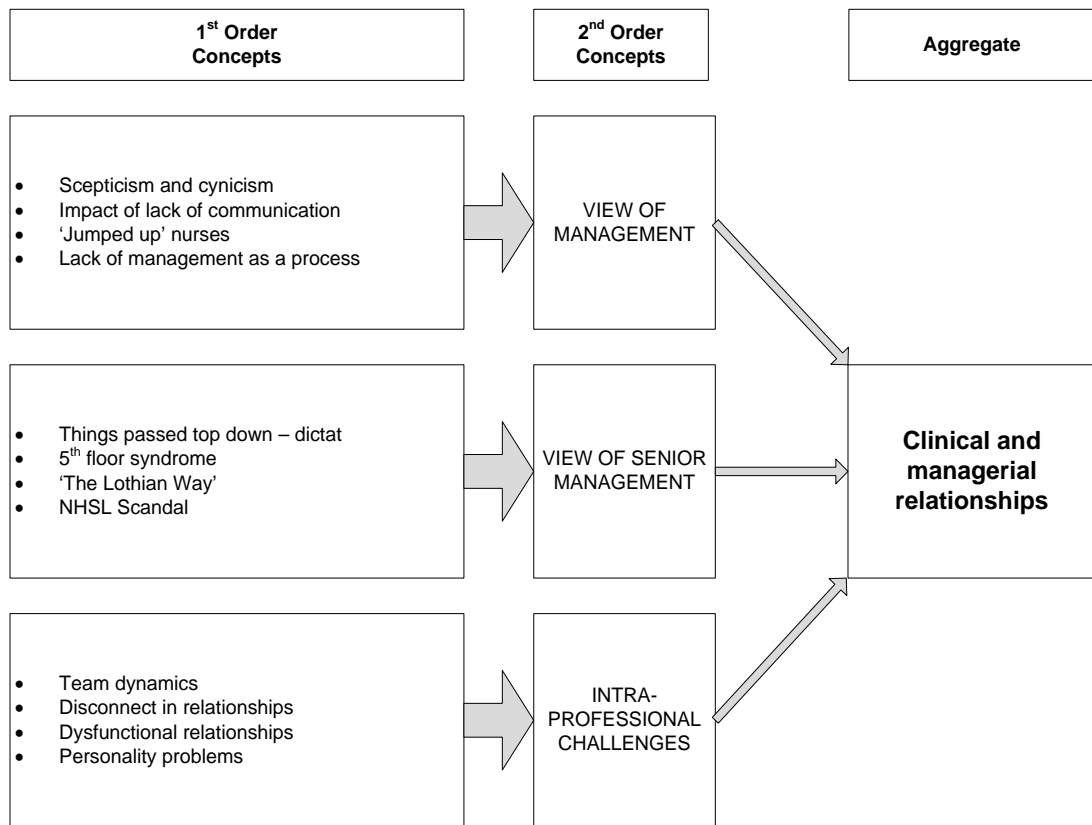 1st Order
Concepts
2nd Order
Concepts
Aggregate
• Scepticism and cynicism
• Impact of lack of communication
• ‘Jumped up’ nurses
• Lack of management as a process
VIEW OF
MANAGEMENT
• Things passed top down – dictat
• 5th floor syndrome
• ‘The Lothian Way’
• NHSL Scandal
VIEW OF SENIOR
MANAGEMENT
Clinical and
managerial
relationships
• Team dynamics
• Disconnect in relationships
• Dysfunctional relationships
• Personality problems
INTRA-
PROFESSIONAL
CHALLENGES